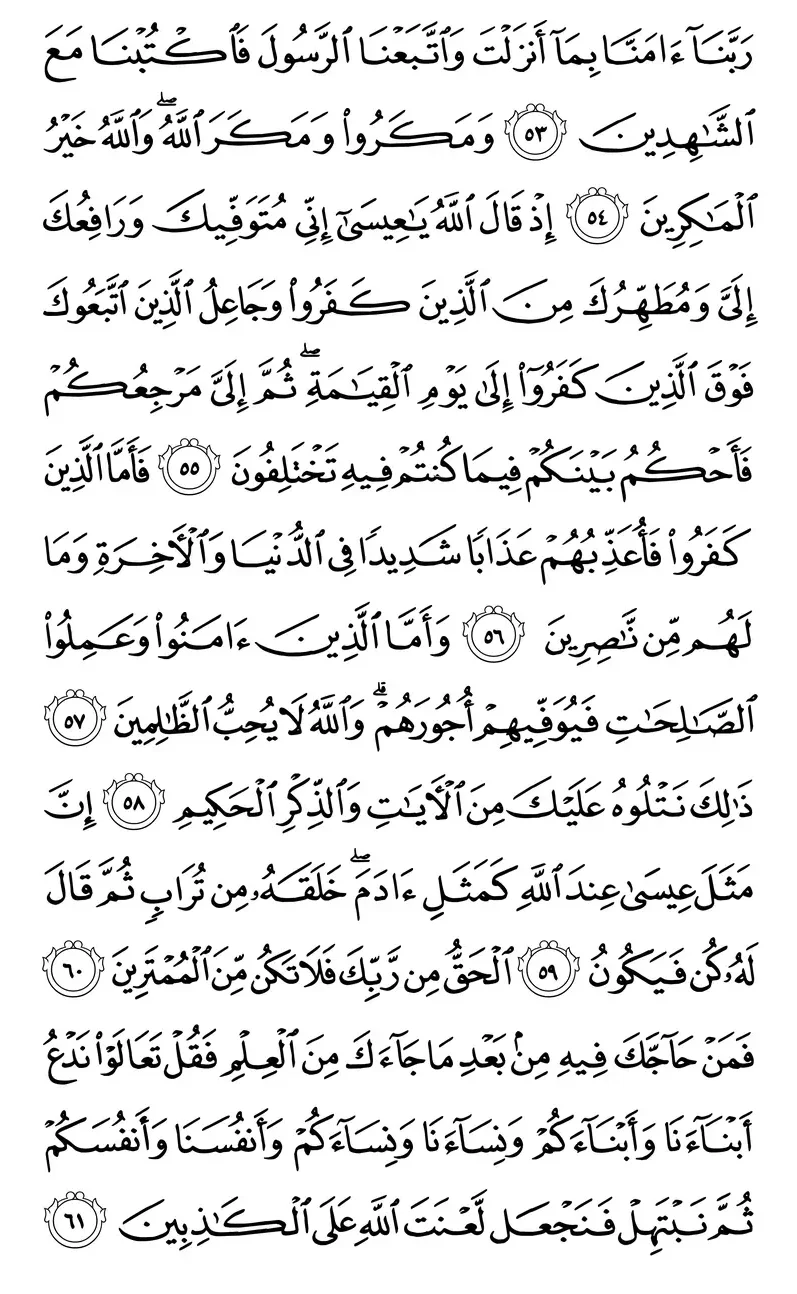 رَبَّنَآ ءَامَنَّا بِمَآ أَنزَلْتَ وَٱتَّبَعْنَا ٱلرَّسُولَ فَٱكْتُبْنَا مَعَ
ٱلشَّٰهِدِينَ ٥٣ وَمَكَرُوا۟ وَمَكَرَ ٱللَّهُ ۖ وَٱللَّهُ خَيْرُ
ٱلْمَٰكِرِينَ ٥٤ إِذْ قَالَ ٱللَّهُ يَٰعِيسَىٰٓ إِنِّى مُتَوَفِّيكَ وَرَافِعُكَ
إِلَىَّ وَمُطَهِّرُكَ مِنَ ٱلَّذِينَ كَفَرُوا۟ وَجَاعِلُ ٱلَّذِينَ ٱتَّبَعُوكَ
فَوْقَ ٱلَّذِينَ كَفَرُوٓا۟ إِلَىٰ يَوْمِ ٱلْقِيَٰمَةِ ۖ ثُمَّ إِلَىَّ مَرْجِعُكُمْ
فَأَحْكُمُ بَيْنَكُمْ فِيمَا كُنتُمْ فِيهِ تَخْتَلِفُونَ ٥٥ فَأَمَّا ٱلَّذِينَ
كَفَرُوا۟ فَأُعَذِّبُهُمْ عَذَابًا شَدِيدًا فِى ٱلدُّنْيَا وَٱلْأَخِرَةِ وَمَا
لَهُم مِّن نَّٰصِرِينَ ٥٦ وَأَمَّا ٱلَّذِينَ ءَامَنُوا۟ وَعَمِلُوا۟
ٱلصَّٰلِحَٰتِ فَيُوَفِّيهِمْ أُجُورَهُمْ ۗ وَٱللَّهُ لَا يُحِبُّ ٱلظَّٰلِمِينَ ٥٧
ذَٰلِكَ نَتْلُوهُ عَلَيْكَ مِنَ ٱلْأَيَٰتِ وَٱلذِّكْرِ ٱلْحَكِيمِ ٥٨ إِنَّ
مَثَلَ عِيسَىٰ عِندَ ٱللَّهِ كَمَثَلِ ءَادَمَ ۖ خَلَقَهُۥ مِن تُرَابٍ ثُمَّ قَالَ
لَهُۥ كُن فَيَكُونُ ٥٩ ٱلْحَقُّ مِن رَّبِّكَ فَلَا تَكُن مِّنَ ٱلْمُمْتَرِينَ ٦٠
فَمَنْ حَآجَّكَ فِيهِ مِنۢ بَعْدِ مَا جَآءَكَ مِنَ ٱلْعِلْمِ فَقُلْ تَعَالَوْا۟ نَدْعُ
أَبْنَآءَنَا وَأَبْنَآءَكُمْ وَنِسَآءَنَا وَنِسَآءَكُمْ وَأَنفُسَنَا وَأَنفُسَكُمْ
ثُمَّ نَبْتَهِلْ فَنَجْعَل لَّعْنَتَ ٱللَّهِ عَلَى ٱلْكَٰذِبِينَ ٦١